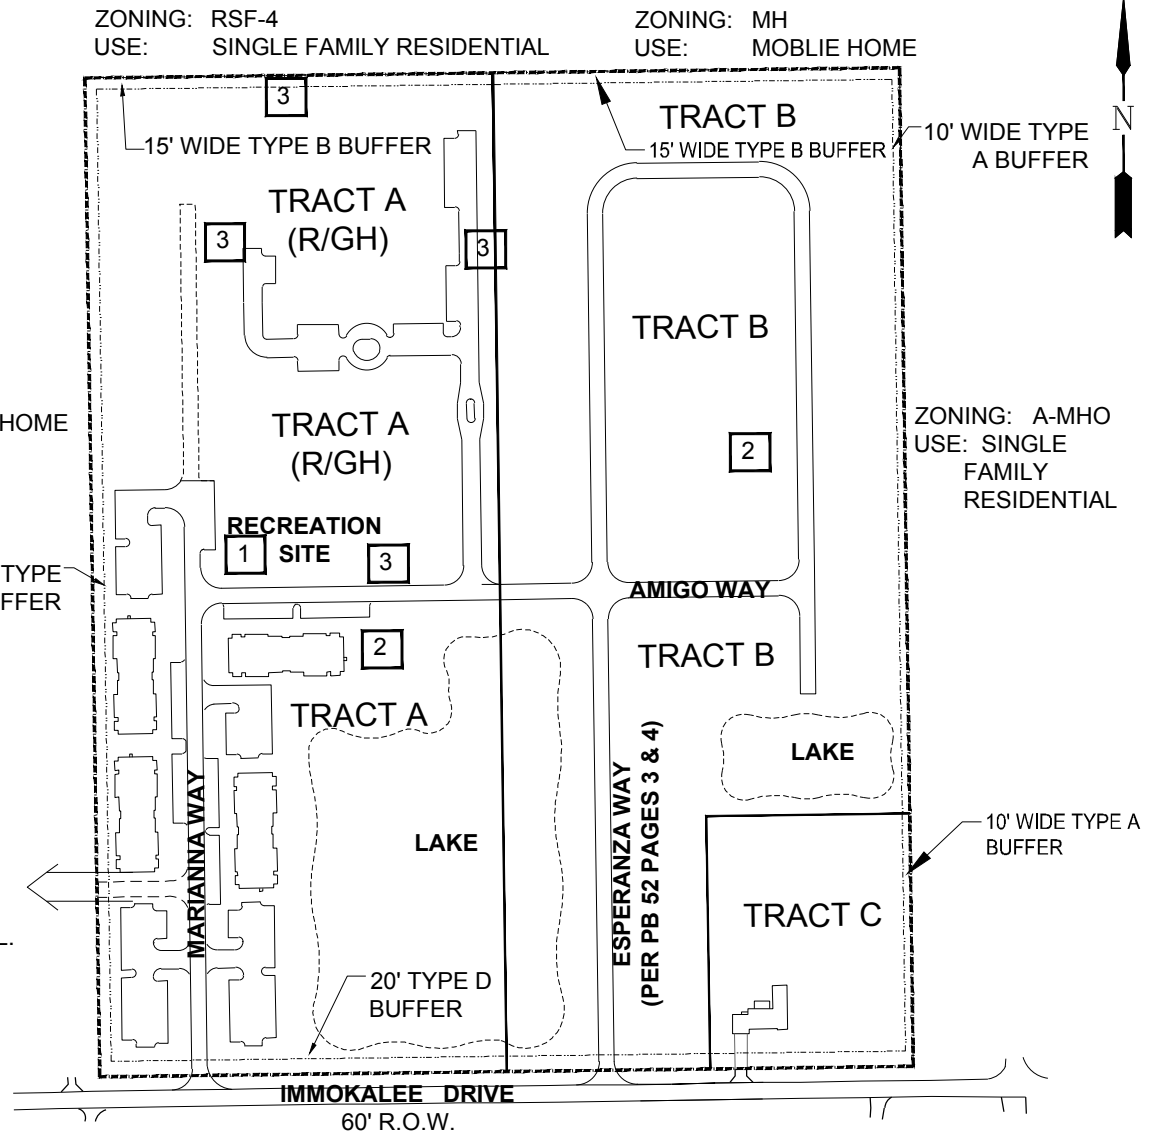 ZONING: RSF-4
USE: SINGLE FAMILY RESIDENTIAL
ZONING: MH
USE: MOBLIE HOME
3
15' WIDE TYPE B BUFFER
TRACT B
15' WIDE TYPE B BUFFER
10' WIDE TYPE
A BUFFER
N
TRACT A
(R/GH)
3
3
TRACT B
HOME
TRACT A
(R/GH)
2
ZONING: A-MHO
USE: SINGLE
FAMILY
RESIDENTIAL
RECREATION
SITE
1
3
TYPE
FFER
AMIGO WAY
2
TRACT B
TRACT A
LAKE
ESPERANZA WAY
(PER PB 52 PAGES 3 & 4)
MARIANNA WAY
LAKE
10' WIDE TYPE A
BUFFER
TRACT C
L.
20' TYPE D
BUFFER
IMMOKALEE DRIVE
60' R.O.W.